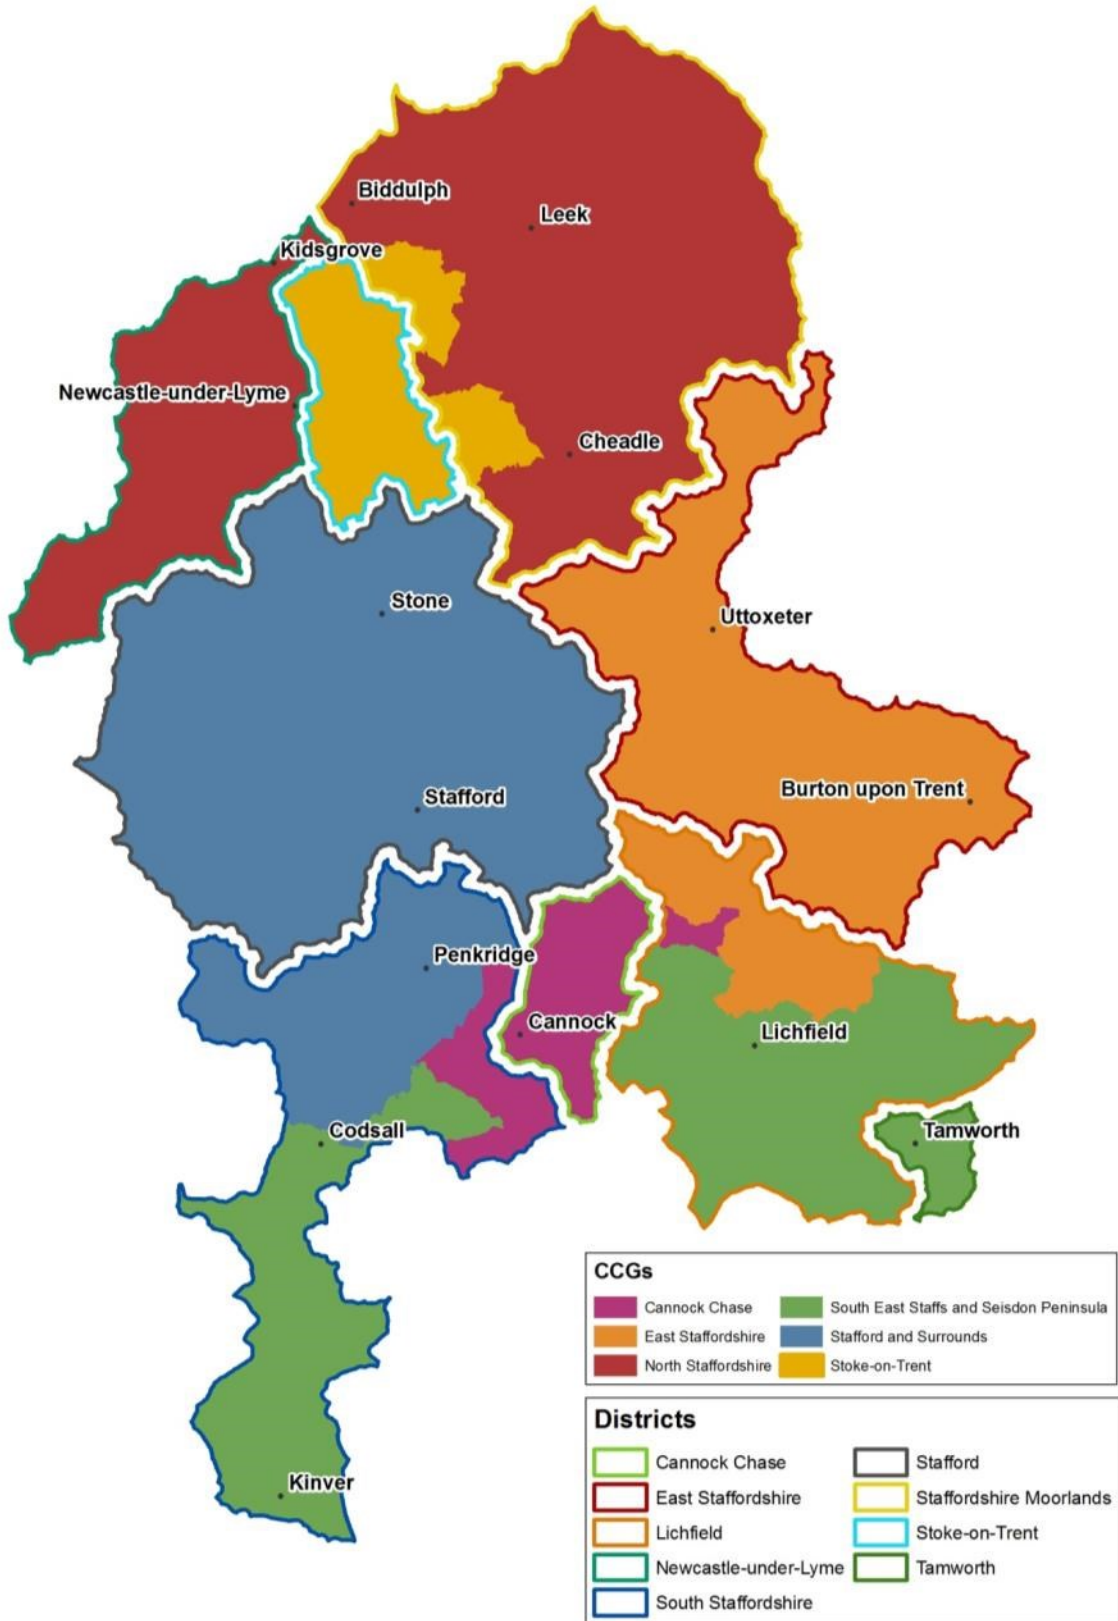 Biddulph
Leek
Kidsgrove
Newcastle-under-Lyme
Cheadle
Stone
Uttoxeter
Stafford
Burton upon Trent
Penkridge
Cannock
Lichfield
Codsall
Tamworth
Kinver
CCGs
Cannock Chase
South East Staffs and Seisdon Peninsula
East Staffordshire
Stafford and Surrounds
North Staffordshire
Stoke-on-Trent
Districts
Cannock Chase
Stafford
East Staffordshire
Staffordshire Moorlands
Lichfield
Stoke-on-Trent
Newcastle-under-Lyme
Tamworth
South Staffordshire